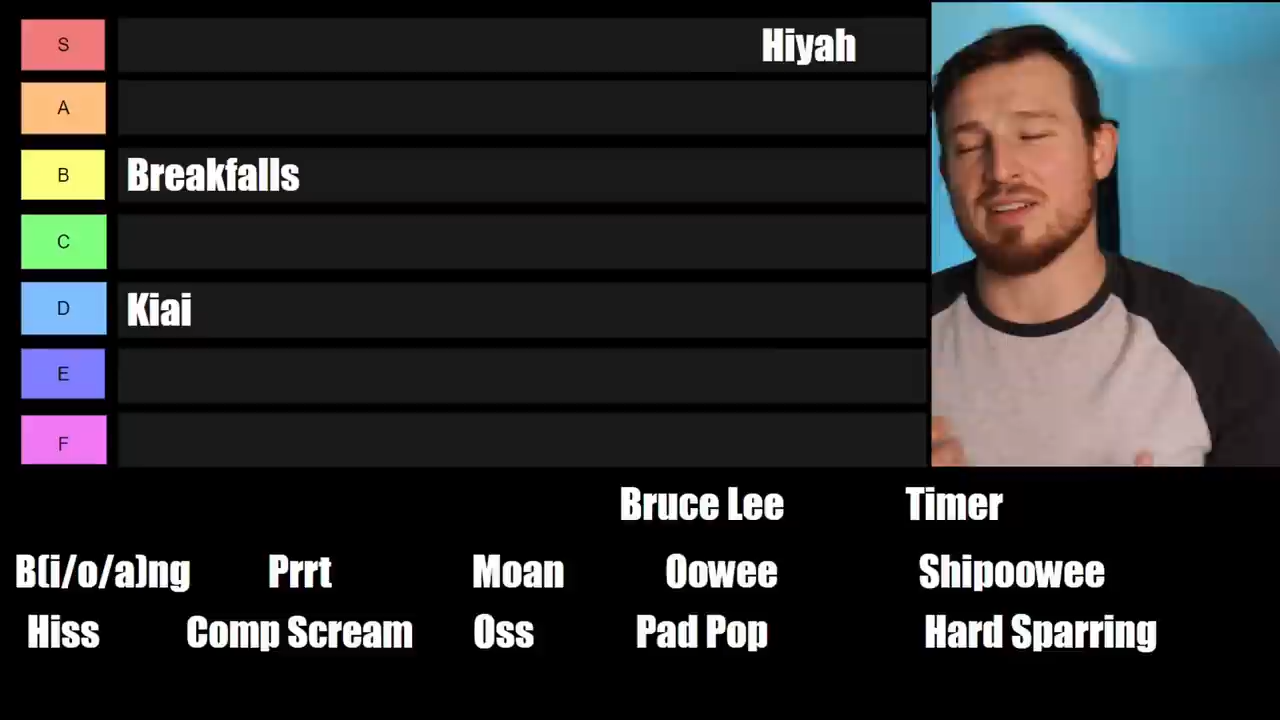 S Hiyah
A
B Breakfalls
C
D Kiai
E
F
Bruce Lee Timer
B(i/o/a)ng Prrt Moan Oowee Shipoowee
Hiss Comp Scream Oss Pad Pop Hard Sparring